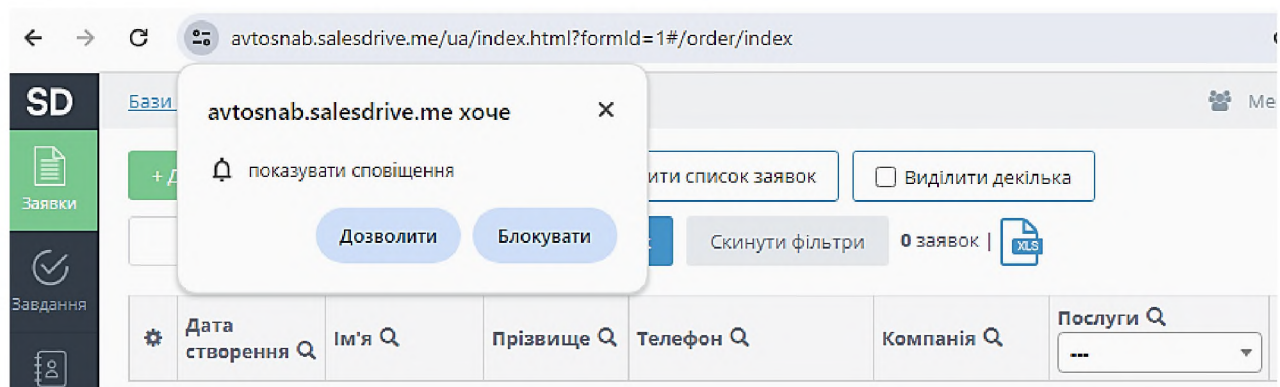 avtosnab.salesdrive.me/ua/index.html?formId=1#/order/index
SD
Бази
Ме
avtosnab.salesdrive.me хоче
показувати сповіщення
Дозволити
Блокувати
+ Д
ити список заявок
Виділити декілька
Заявки
Скинути фільтри
0 заявок |
XLS
Завдання
Дата створення
Ім'я
Прізвище
Телефон
Компанія
Послуги
---